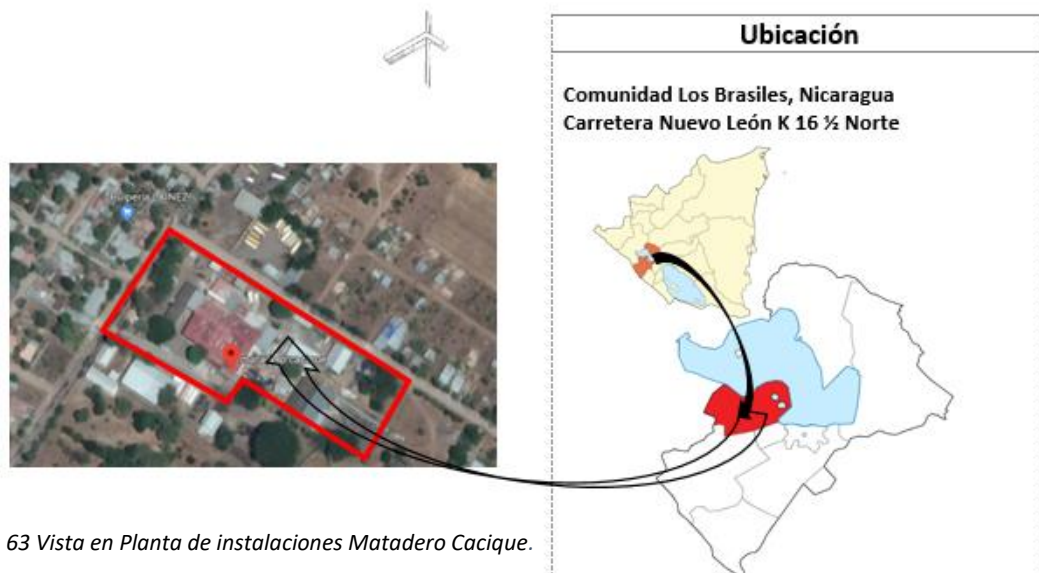 Ubicación
Comunidad Los Brasiles, Nicaragua
Carretera Nuevo León K 16 ½ Norte
63 Vista en Planta de instalaciones Matadero Cacique.